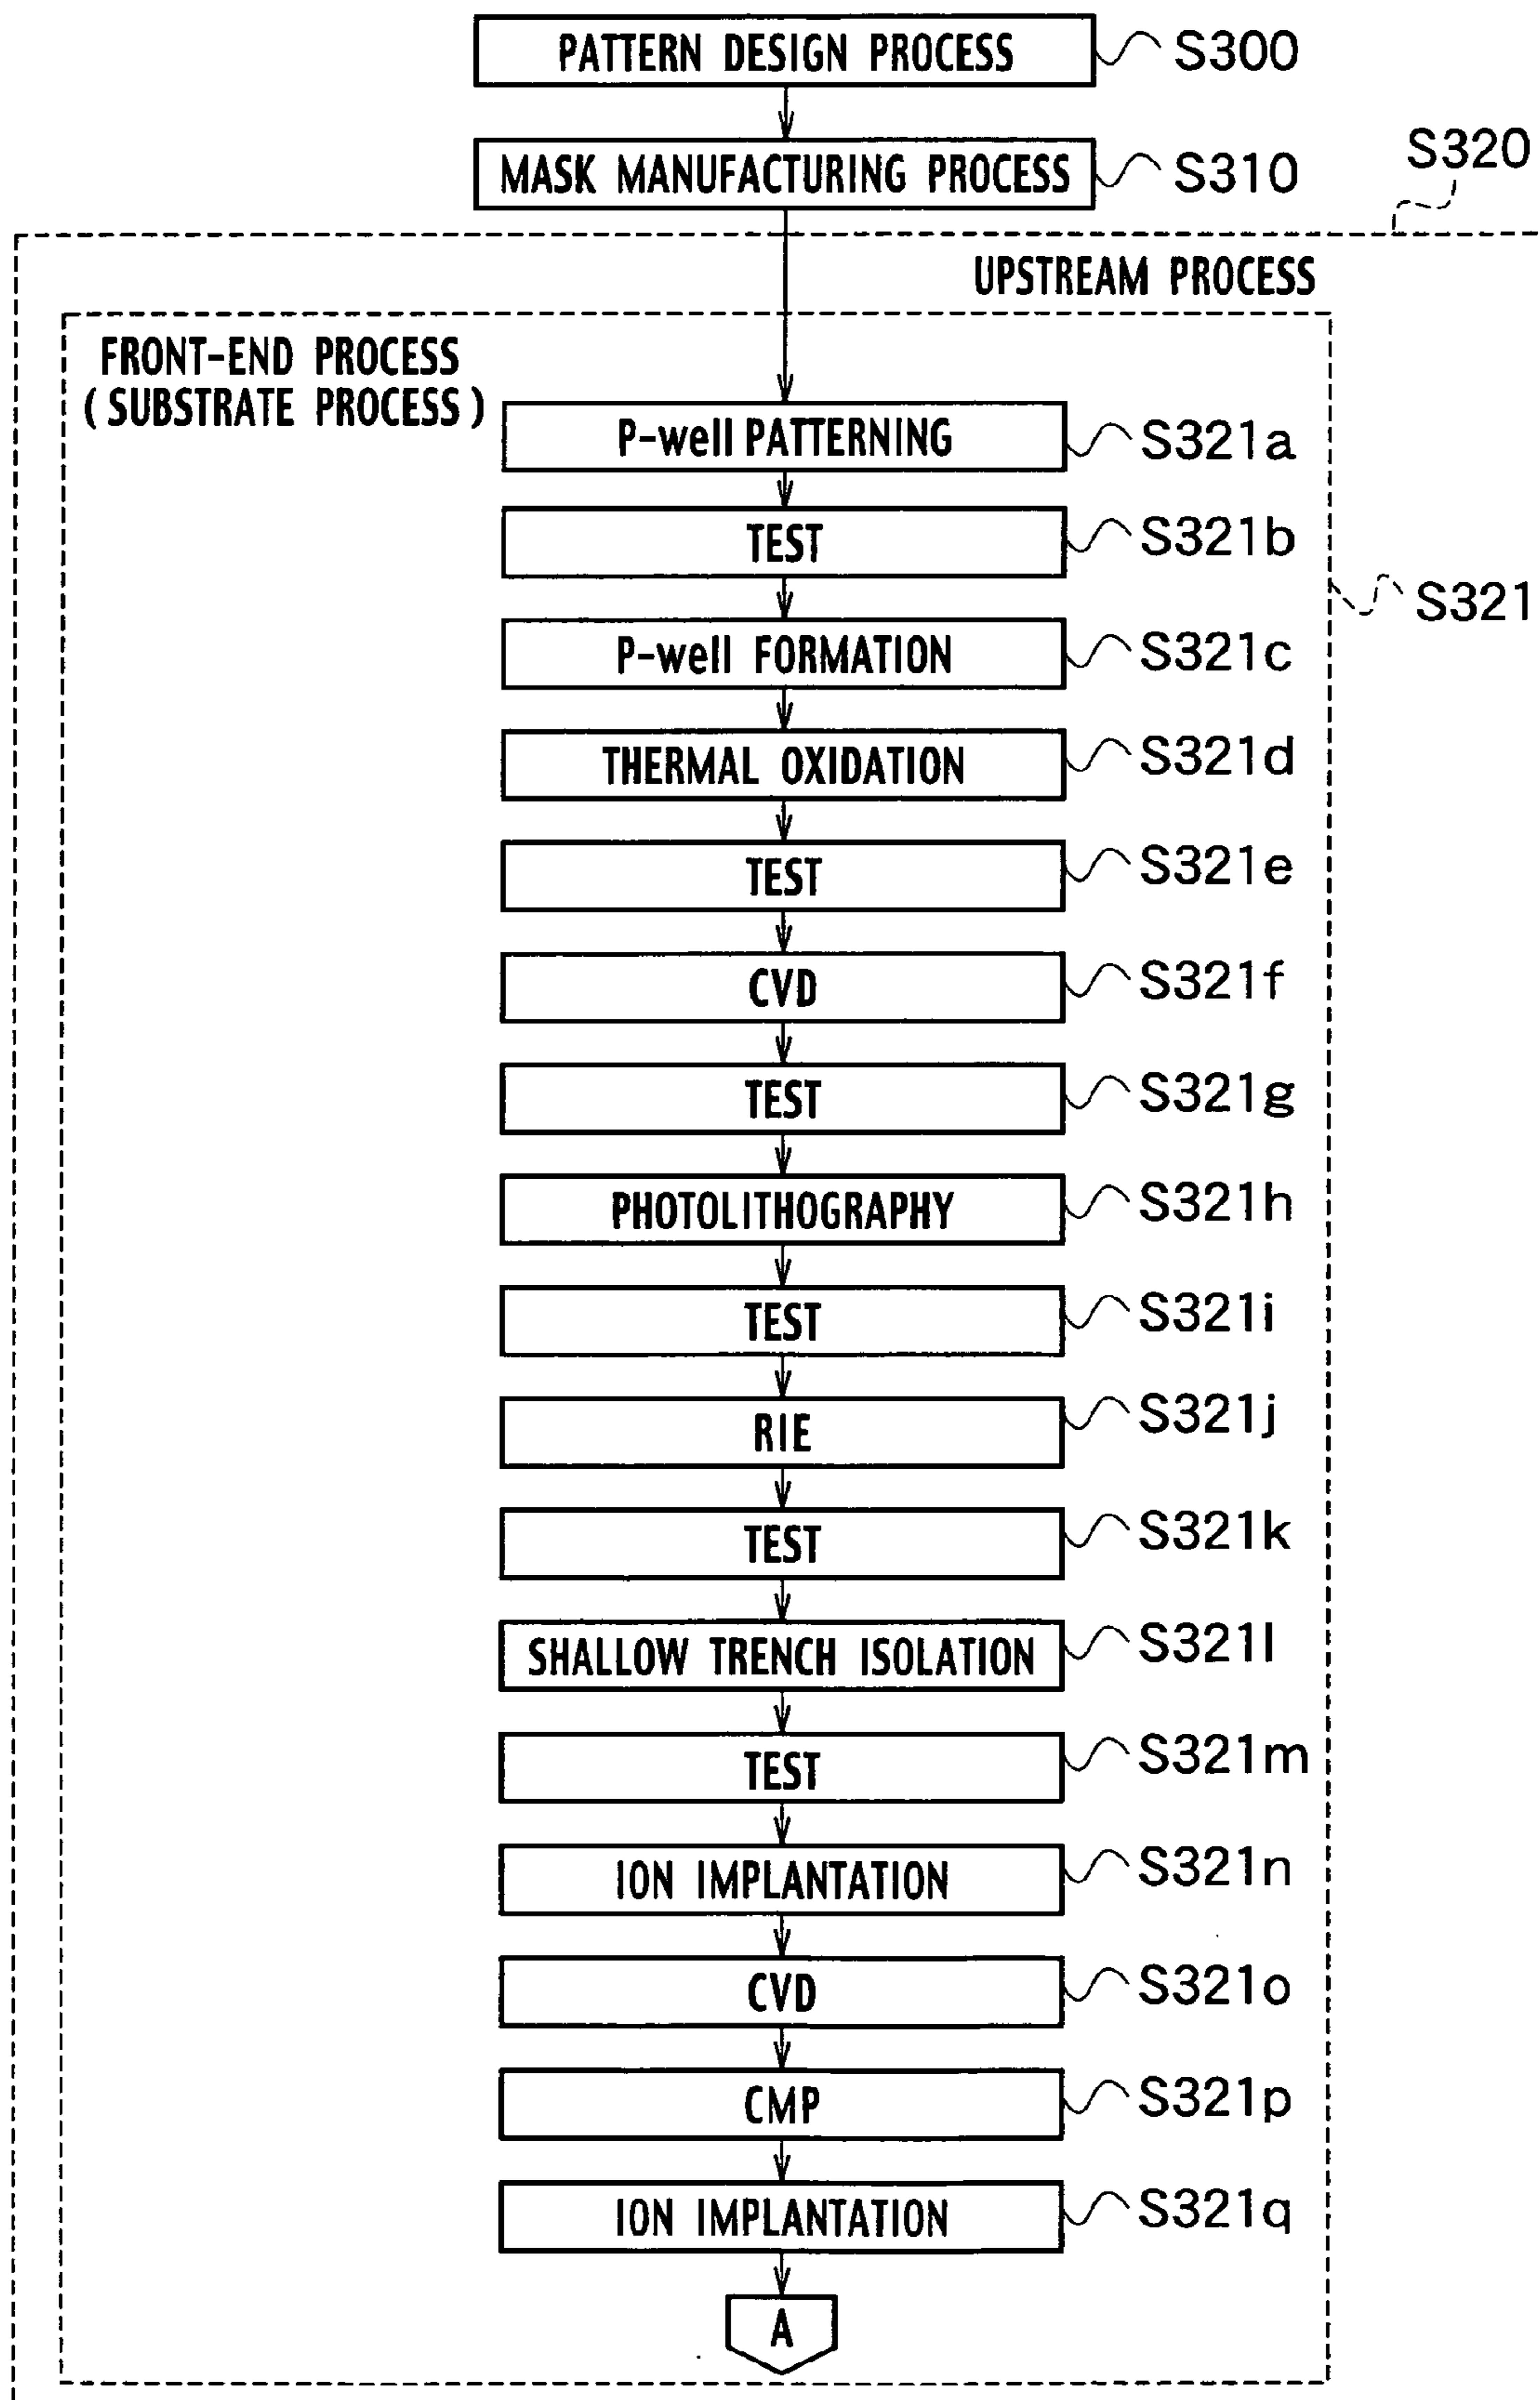 PATTERN DESIGN PROCESS S300
MASK MANUFACTURING PROCESS S310
S320
UPSTREAM PROCESS
FRONT-END PROCESS
(SUBSTRATE PROCESS)
P-well PATTERNING S321a
TEST S321b
S321
P-well FORMATION S321c
THERMAL OXIDATION S321d
TEST S321e
CVD S321f
TEST S321g
PHOTOLITHOGRAPHY S321h
TEST S321i
RIE S321j
TEST S321k
SHALLOW TRENCH ISOLATION S321l
TEST S321m
ION IMPLANTATION S321n
CVD S321o
CMP S321p
ION IMPLANTATION S321q
A